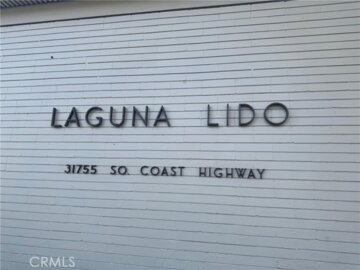 LAGUNA LIDO
31755 SO. COAST HIGHWAY
CRMLS